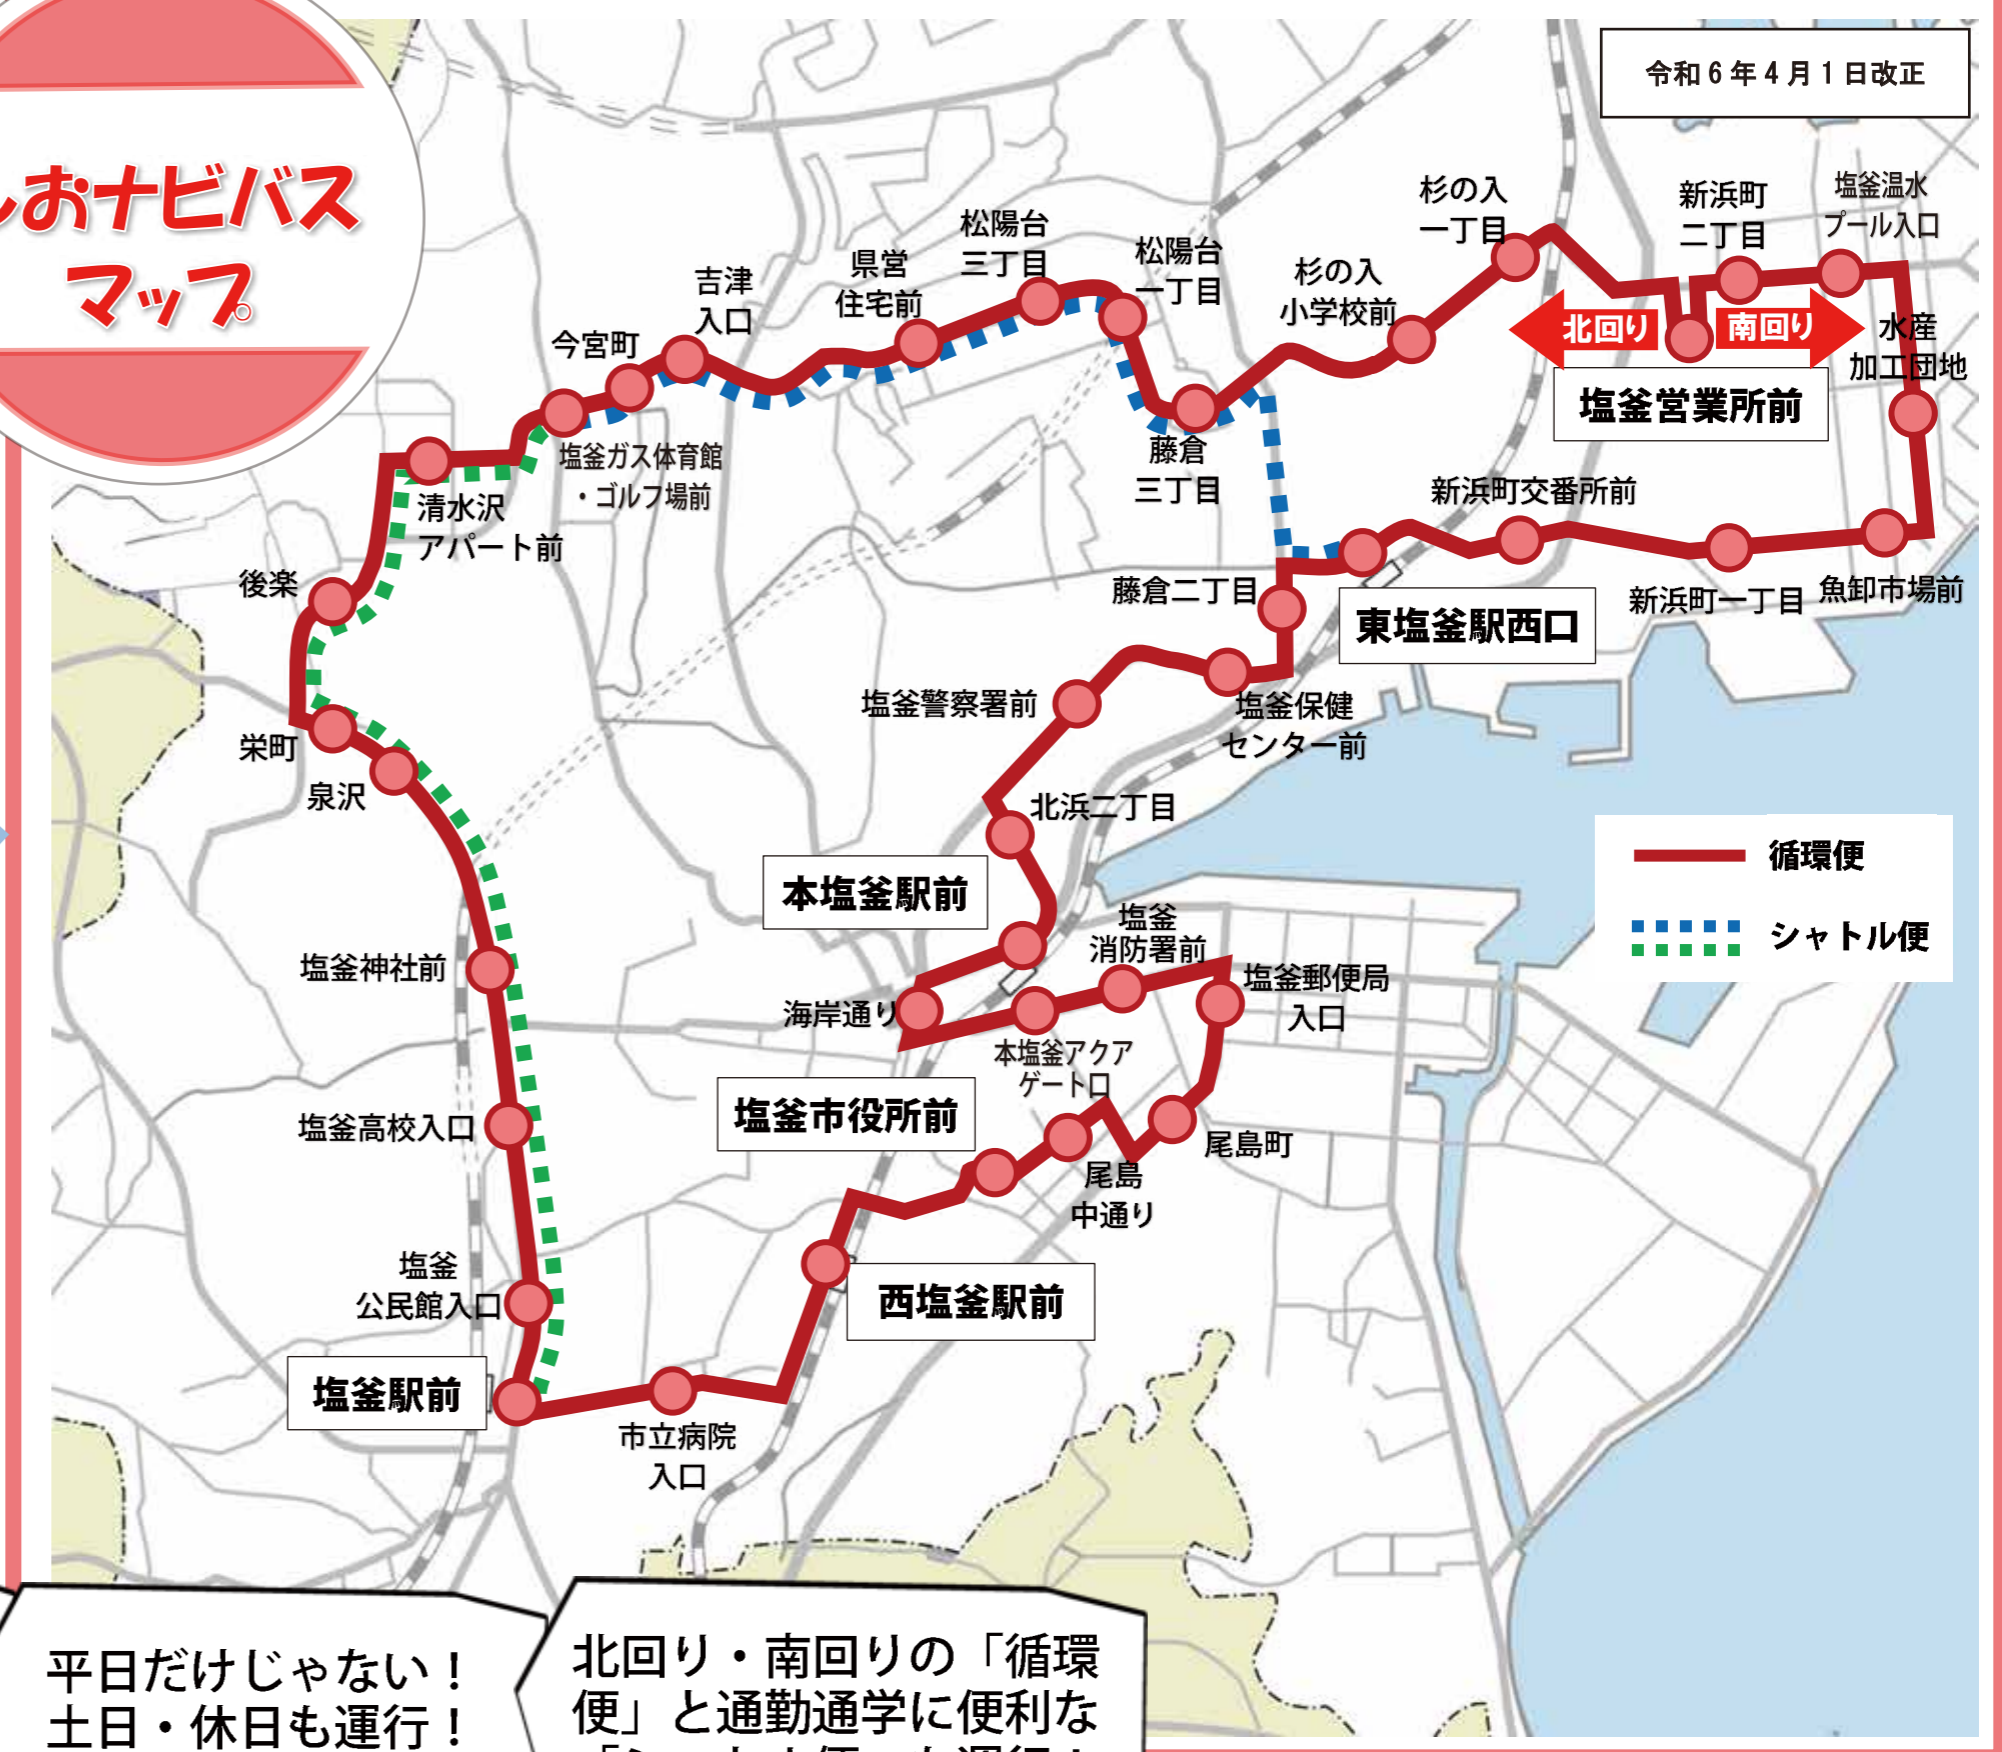 令和6年4月1日改正
しおナビバス
マップ
杉の入
一丁目
新浜町
二丁目
塩釜温水
プール入口
松陽台
三丁目
松陽台
一丁目
県営
住宅前
吉津
入口
杉の入
小学校前
北回り
南回り
水産
加工団地
今宮町
塩釜営業所前
塩釜ガス体育館
・ゴルフ場前
藤倉
三丁目
新浜町交番所前
清水沢
アパート前
後楽
藤倉二丁目
東塩釜駅西口
新浜町一丁目
魚卸市場前
塩釜警察署前
塩釜保健
センター前
栄町
泉沢
北浜二丁目
循環便
シャトル便
本塩釜駅前
塩釜
消防署前
塩釜郵便局
入口
塩釜神社前
海岸通り
本塩釜アクア
ゲート口
塩釜高校入口
塩釜市役所前
尾島町
尾島
中通り
塩釜
公民館入口
西塩釜駅前
塩釜駅前
市立病院
入口
平日だけじゃない！
土日・休日も運行！
北回り・南回りの「循環
便」と通勤通学に便利な